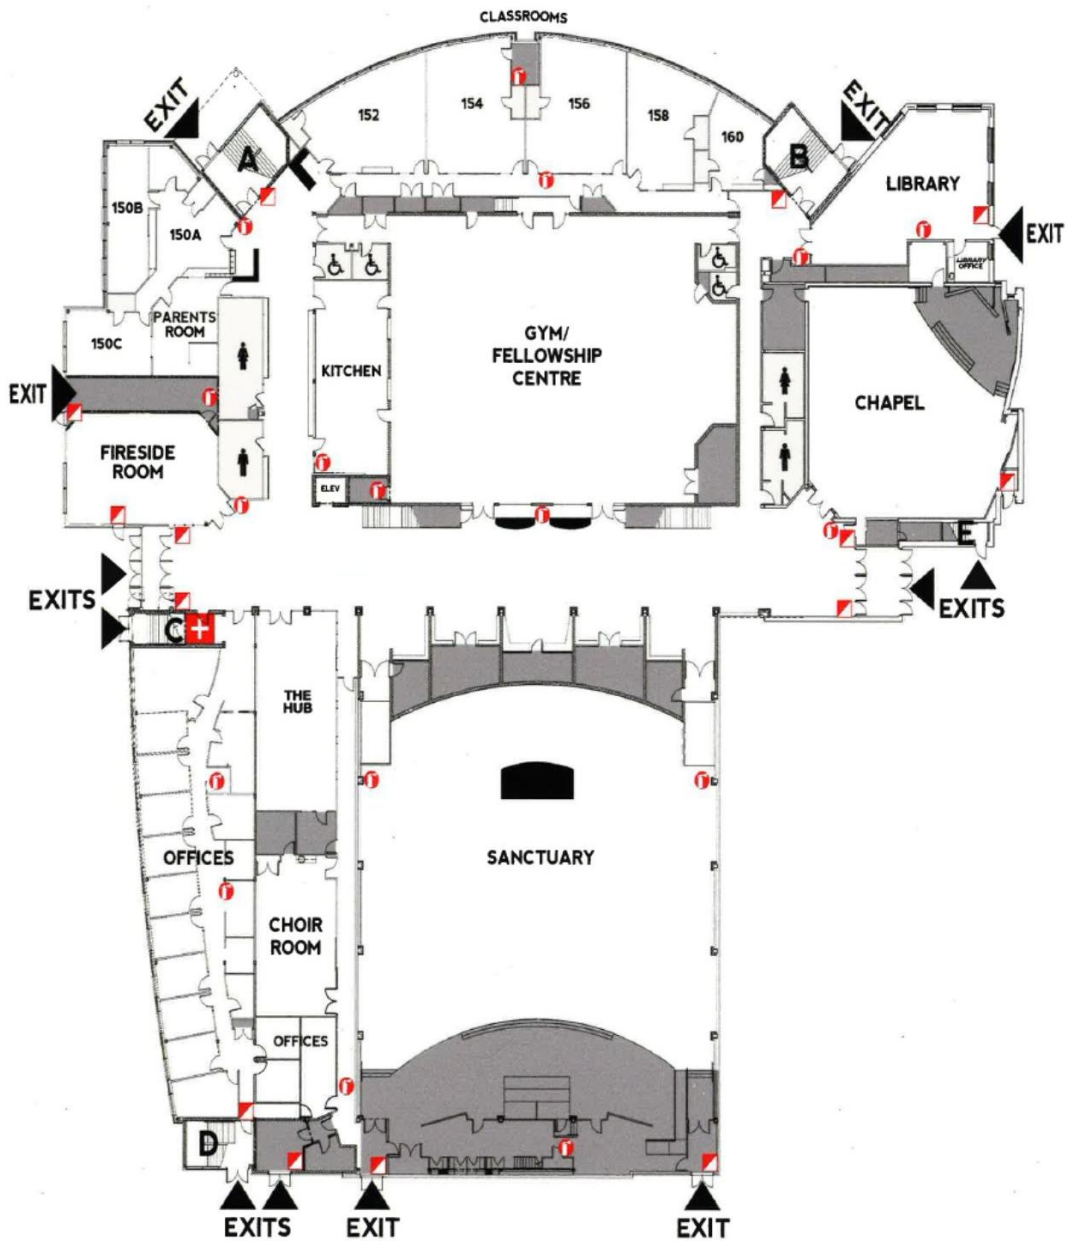 CLASSROOMS
EXIT
152
154
156
158
160
EXIT
A
B
LIBRARY
150B
150A
EXIT
LIBRARY
OFFICE
PARENTS
ROOM
150C
KITCHEN
GYM/
FELLOWSHIP
CENTRE
CHAPEL
EXIT
FIRESIDE
ROOM
ELEV
E
EXITS
EXITS
C
THE
HUB
OFFICES
SANCTUARY
CHOIR
ROOM
OFFICES
D
EXITS
EXIT
EXIT